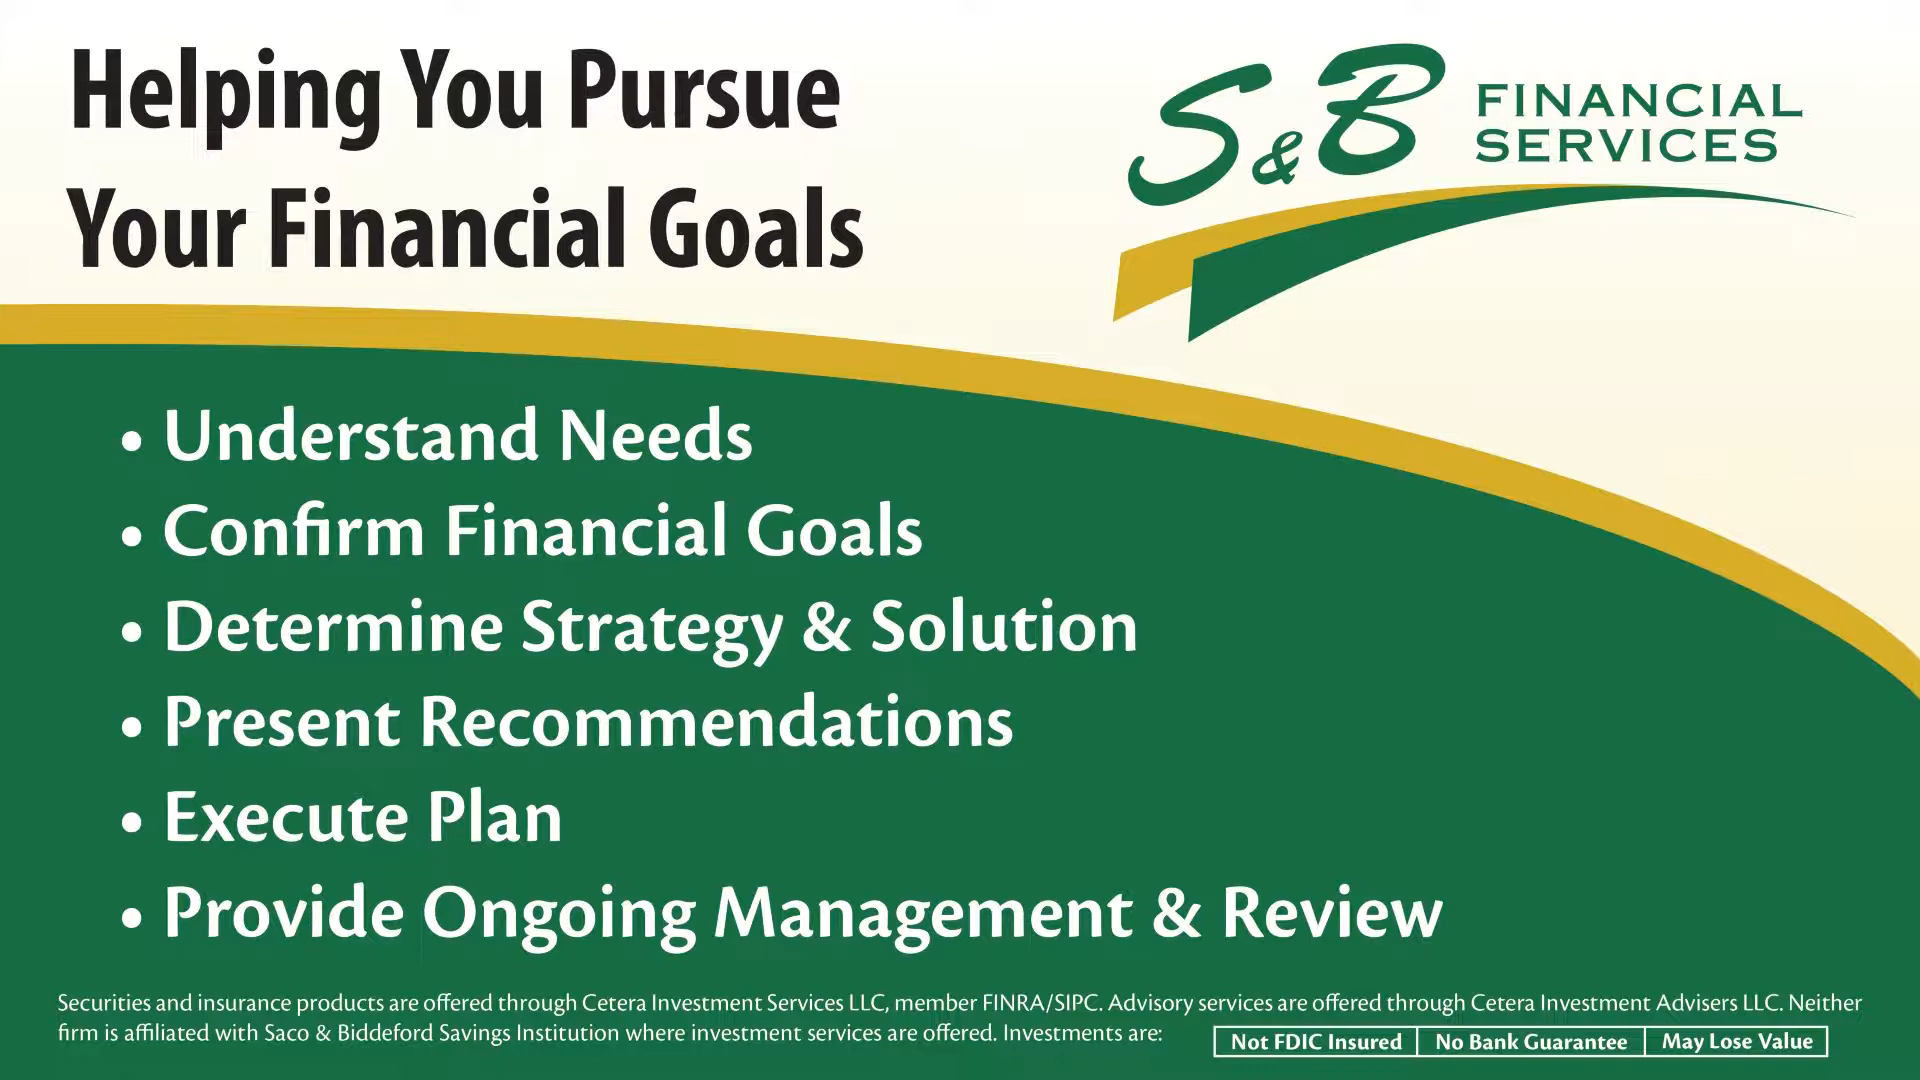 Helping You Pursue
Your Financial Goals
S&B FINANCIAL
SERVICES
• Understand Needs
• Confirm Financial Goals
• Determine Strategy & Solution
• Present Recommendations
• Execute Plan
• Provide Ongoing Management & Review
Securities and insurance products are offered through Cetera Investment Services LLC, member FINRA/SIPC. Advisory services are offered through Cetera Investment Advisers LLC. Neither
firm is affiliated with Saco & Biddeford Savings Institution where investment services are offered. Investments are:
Not FDIC Insured No Bank Guarantee May Lose Value